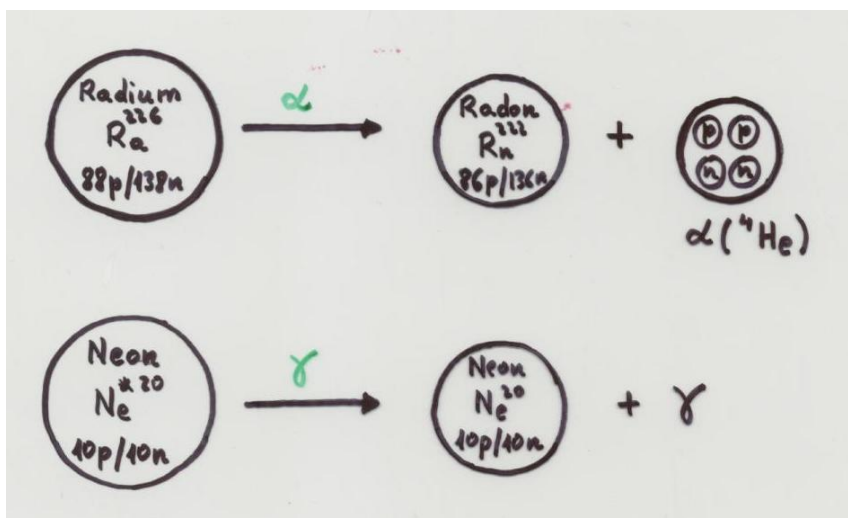 Radium
Ra²²⁶
88p/138n
α
Radon
Rn²²²
86p/136n
+
p p
n n
α(⁴He)
Neon
Ne*²⁰
10p/10n
γ
Neon
Ne²⁰
10p/10n
+ γ